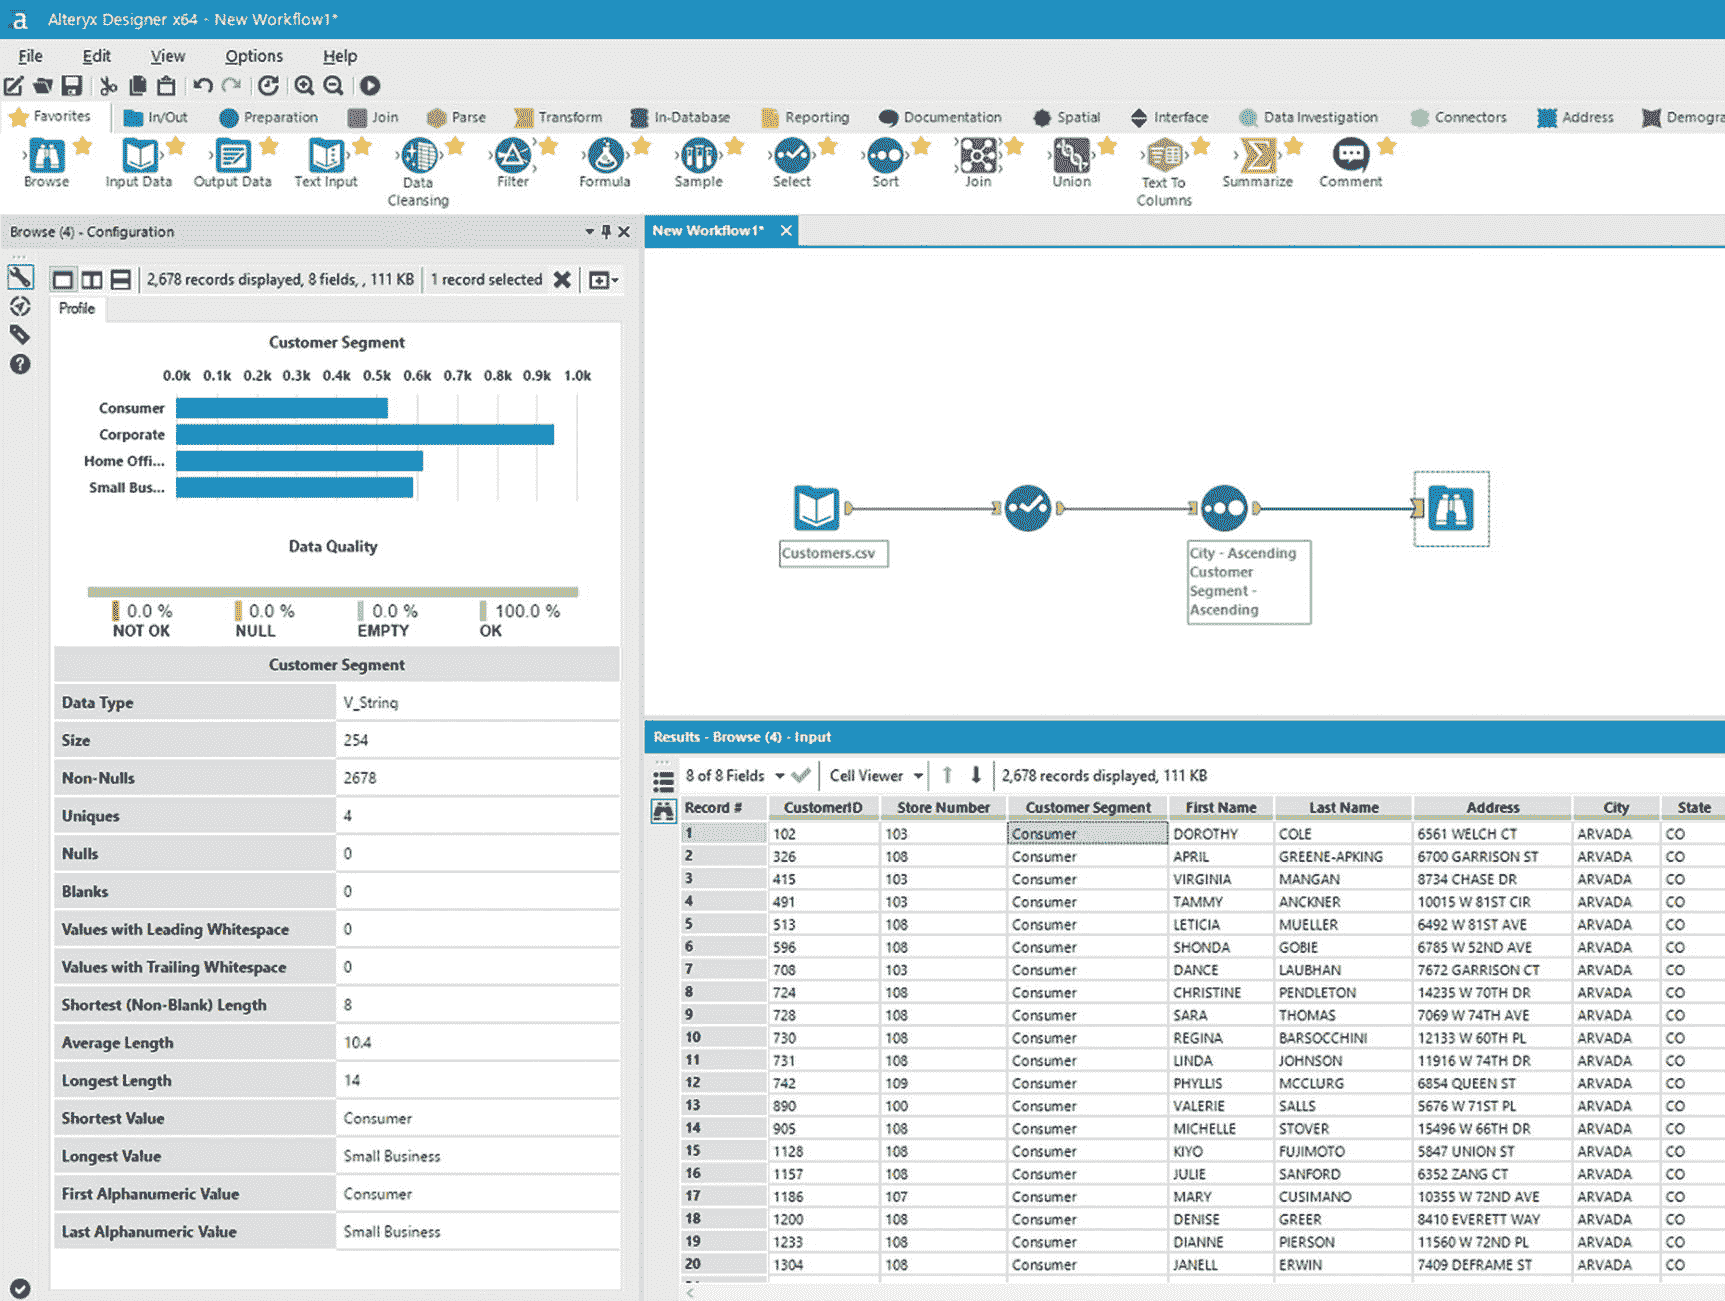 a Alteryx Designer x64 - New Workflow1*
File Edit View Options Help
Favorites In/Out Preparation Join Parse Transform In-Database Reporting Documentation Spatial Interface Data Investigation Connectors Address Demogra
Browse Input Data Output Data Text Input Data Cleansing Filter Formula Sample Select Sort Join Union Text To Columns Summarize Comment
Browse (4) - Configuration
2,678 records displayed, 8 fields, , 111 KB 1 record selected
Profile
Customer Segment
0.0k 0.1k 0.2k 0.3k 0.4k 0.5k 0.6k 0.7k 0.8k 0.9k 1.0k
Consumer
Corporate
Home Offi...
Small Bus...
Data Quality
0.0 % 0.0 % 0.0 % 100.0 %
NOT OK NULL EMPTY OK
Customer Segment
Data Type V_String
Size 254
Non-Nulls 2678
Uniques 4
Nulls 0
Blanks 0
Values with Leading Whitespace 0
Values with Trailing Whitespace 0
Shortest (Non-Blank) Length 8
Average Length 10.4
Longest Length 14
Shortest Value Consumer
Longest Value Small Business
First Alphanumeric Value Consumer
Last Alphanumeric Value Small Business
New Workflow1*
Customers.csv
City - Ascending
Customer
Segment -
Ascending
Results - Browse (4) - Input
8 of 8 Fields Cell Viewer 2,678 records displayed, 111 KB
Record # CustomerID Store Number Customer Segment First Name Last Name Address City State
1 102 103 Consumer DOROTHY COLE 6561 WELCH CT ARVADA CO
2 326 108 Consumer APRIL GREENE-APKING 6700 GARRISON ST ARVADA CO
3 415 103 Consumer VIRGINIA MANGAN 8734 CHASE DR ARVADA CO
4 491 103 Consumer TAMMY ANCKNER 10015 W 81ST CIR ARVADA CO
5 513 108 Consumer LETICIA MUELLER 6492 W 81ST AVE ARVADA CO
6 596 108 Consumer SHONDA GOBIE 6785 W 52ND AVE ARVADA CO
7 708 103 Consumer DANCE LAUBHAN 7672 GARRISON CT ARVADA CO
8 724 108 Consumer CHRISTINE PENDLETON 14235 W 70TH DR ARVADA CO
9 728 108 Consumer SARA THOMAS 7069 W 74TH AVE ARVADA CO
10 730 108 Consumer REGINA BARSOCCHINI 12133 W 60TH PL ARVADA CO
11 731 108 Consumer LINDA JOHNSON 11916 W 74TH DR ARVADA CO
12 742 109 Consumer PHYLLIS MCCLURG 6854 QUEEN ST ARVADA CO
13 890 100 Consumer VALERIE SALLS 5676 W 71ST PL ARVADA CO
14 905 108 Consumer MICHELLE STOVER 15496 W 66TH DR ARVADA CO
15 1128 108 Consumer KIYO FUJIMOTO 5847 UNION ST ARVADA CO
16 1157 108 Consumer JULIE SANFORD 6352 ZANG CT ARVADA CO
17 1186 107 Consumer MARY CUSIMANO 10355 W 72ND AVE ARVADA CO
18 1200 108 Consumer DENISE GREER 8410 EVERETT WAY ARVADA CO
19 1233 108 Consumer DIANNE PIERSON 11560 W 72ND PL ARVADA CO
20 1304 108 Consumer JANELL ERWIN 7409 DEFRAME ST ARVADA CO